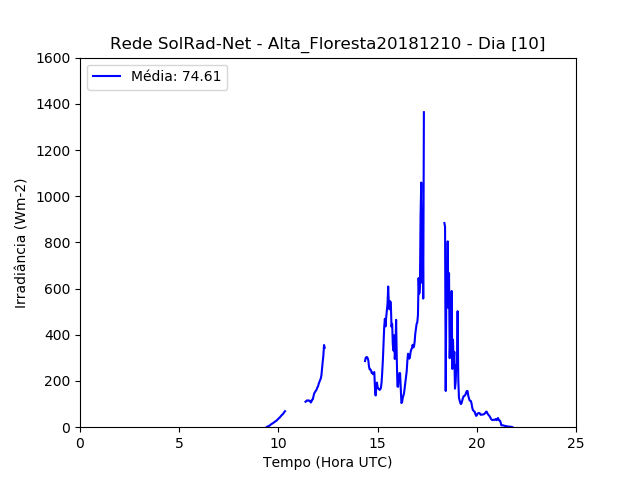 Rede SolRad-Net - Alta_Floresta20181210 - Dia [10]
Média: 74.61
1600
1400
1200
1000
800
600
400
200
0
Irradiância (Wm-2)
0 5 10 15 20 25
Tempo (Hora UTC)